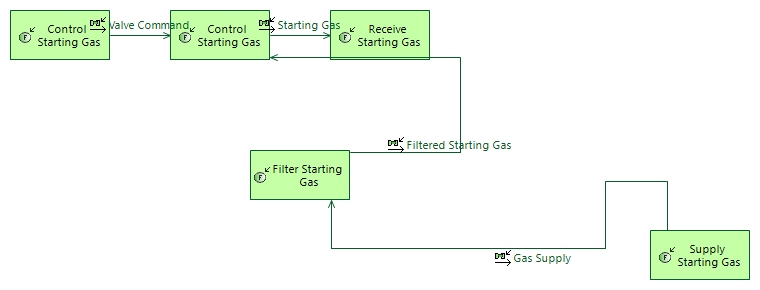 Control
Starting Gas
Valve Command
Control
Starting Gas
Starting Gas
Receive
Starting Gas
Filtered Starting Gas
Filter Starting
Gas
Gas Supply
Supply
Starting Gas